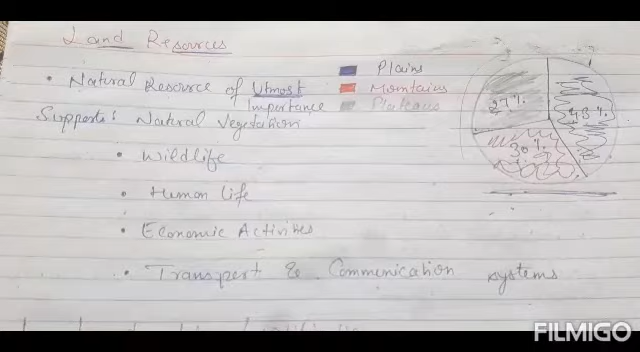 Land Resources
• Natural Resource of Utmost Importance
Supports: Natural Vegetation
• Wildlife
• Human life
• Economic Activities
• Transport & Communication systems
Plains
Mountains
Plateaus
27%
43%
30%
FILMIGO